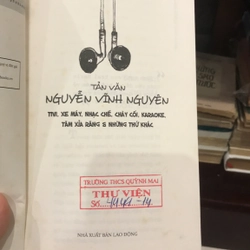 TẢN VĂN
NGUYỄN VĨNH NGUYÊN
TIVI, XE MÁY, NHẠC CHẾ, CHÁY CỐI, KARAOKE,
TĂM XỈA RĂNG & NHỮNG THỨ KHÁC
TRƯỜNG THCS QUỲNH MAI
THƯ VIỆN
NHÀ XUẤT BẢN LAO ĐỘNG